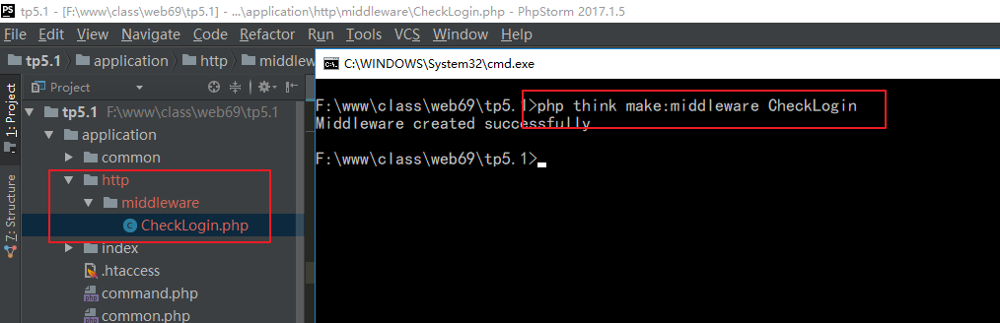 tp5.1 - [F:\www\class\web69\tp5.1] - ...\application\http\middleware\CheckLogin.php - PhpStorm 2017.1.5
File Edit View Navigate Code Refactor Run Tools VCS Window Help
tp5.1 application http middlew
C:\WINDOWS\System32\cmd.exe
1: Project
Project
tp5.1 F:\www\class\web69\tp5.1
application
common
http
middleware
CheckLogin.php
index
.htaccess
command.php
common.php
Z: Structure
F:\www\class\web69\tp5.1>php think make:middleware CheckLogin
Middleware created successfully
F:\www\class\web69\tp5.1>